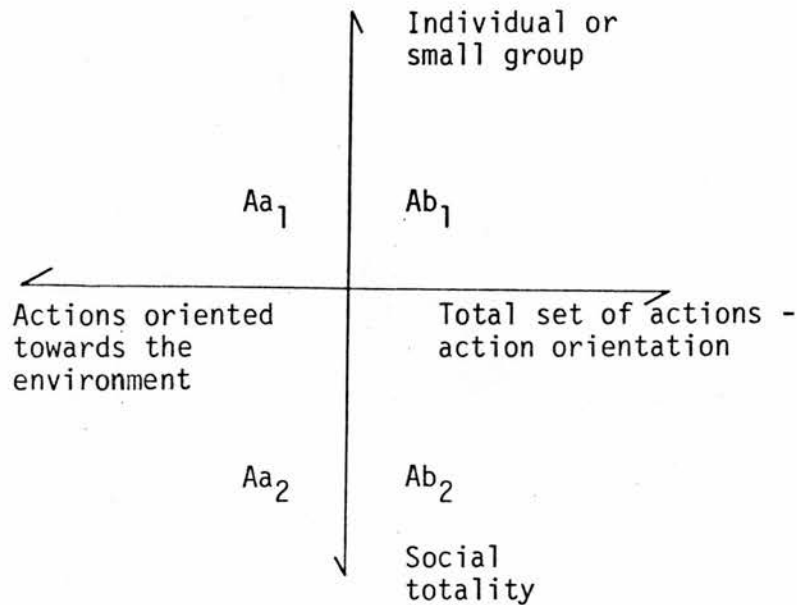 Individual or
small group
Aa₁ Ab₁
Actions oriented
towards the
environment
Total set of actions -
action orientation
Aa₂ Ab₂
Social
totality